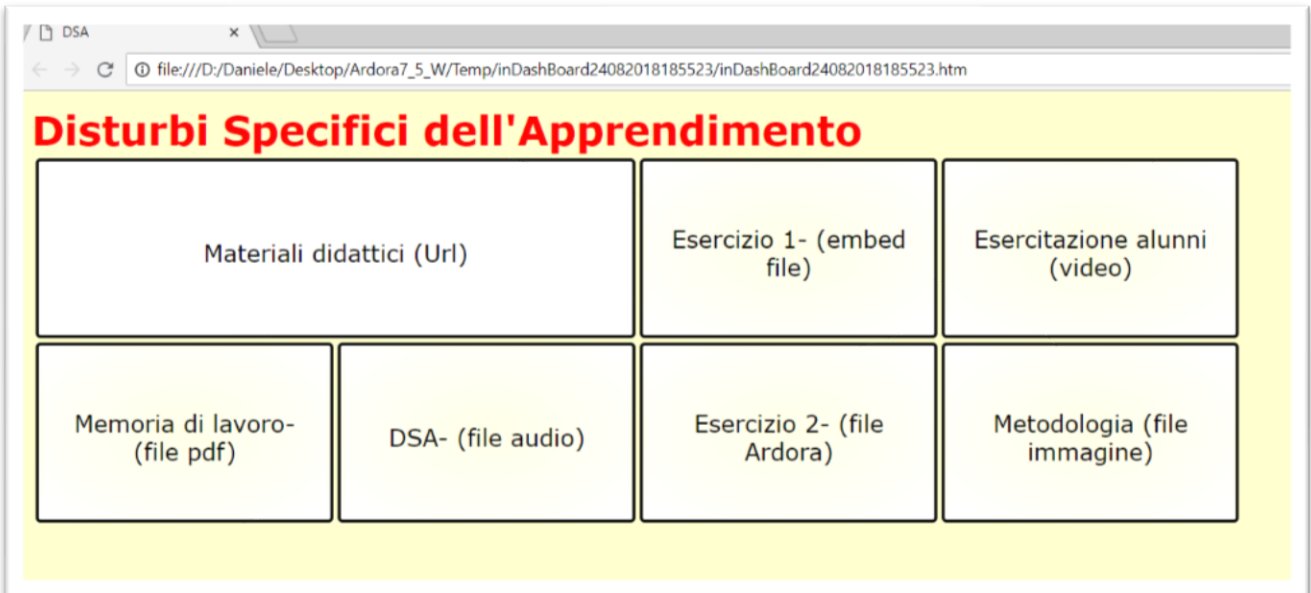 DSA
file:///D:/Daniele/Desktop/Ardora7_5_W/Temp/inDashBoard24082018185523/inDashBoard24082018185523.htm
Disturbi Specifici dell'Apprendimento
Materiali didattici (Url)
Esercizio 1- (embed
file)
Esercitazione alunni
(video)
Memoria di lavoro-
(file pdf)
DSA- (file audio)
Esercizio 2- (file
Ardora)
Metodologia (file
immagine)